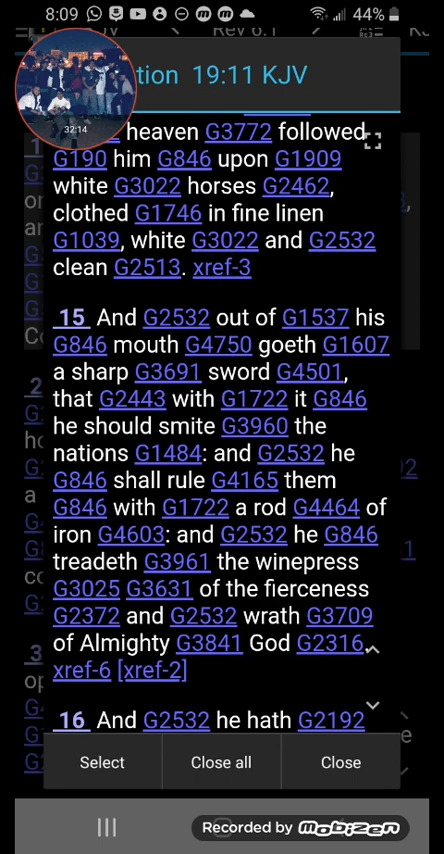 8:09 44%
Rev 6:1
tion 19:11 KJV
32:14
heaven G3772 followed
G190 him G846 upon G1909
white G3022 horses G2462,
clothed G1746 in fine linen
G1039, white G3022 and G2532
clean G2513. xref-3
15 And G2532 out of G1537 his
G846 mouth G4750 goeth G1607
a sharp G3691 sword G4501,
that G2443 with G1722 it G846
he should smite G3960 the
nations G1484: and G2532 he
G846 shall rule G4165 them
G846 with G1722 a rod G4464 of
iron G4603: and G2532 he G846
treadeth G3961 the winepress
G3025 G3631 of the fierceness
G2372 and G2532 wrath G3709
of Almighty G3841 God G2316.
xref-6 [xref-2]
16 And G2532 he hath G2192
Select Close all Close
Recorded by Mobizen